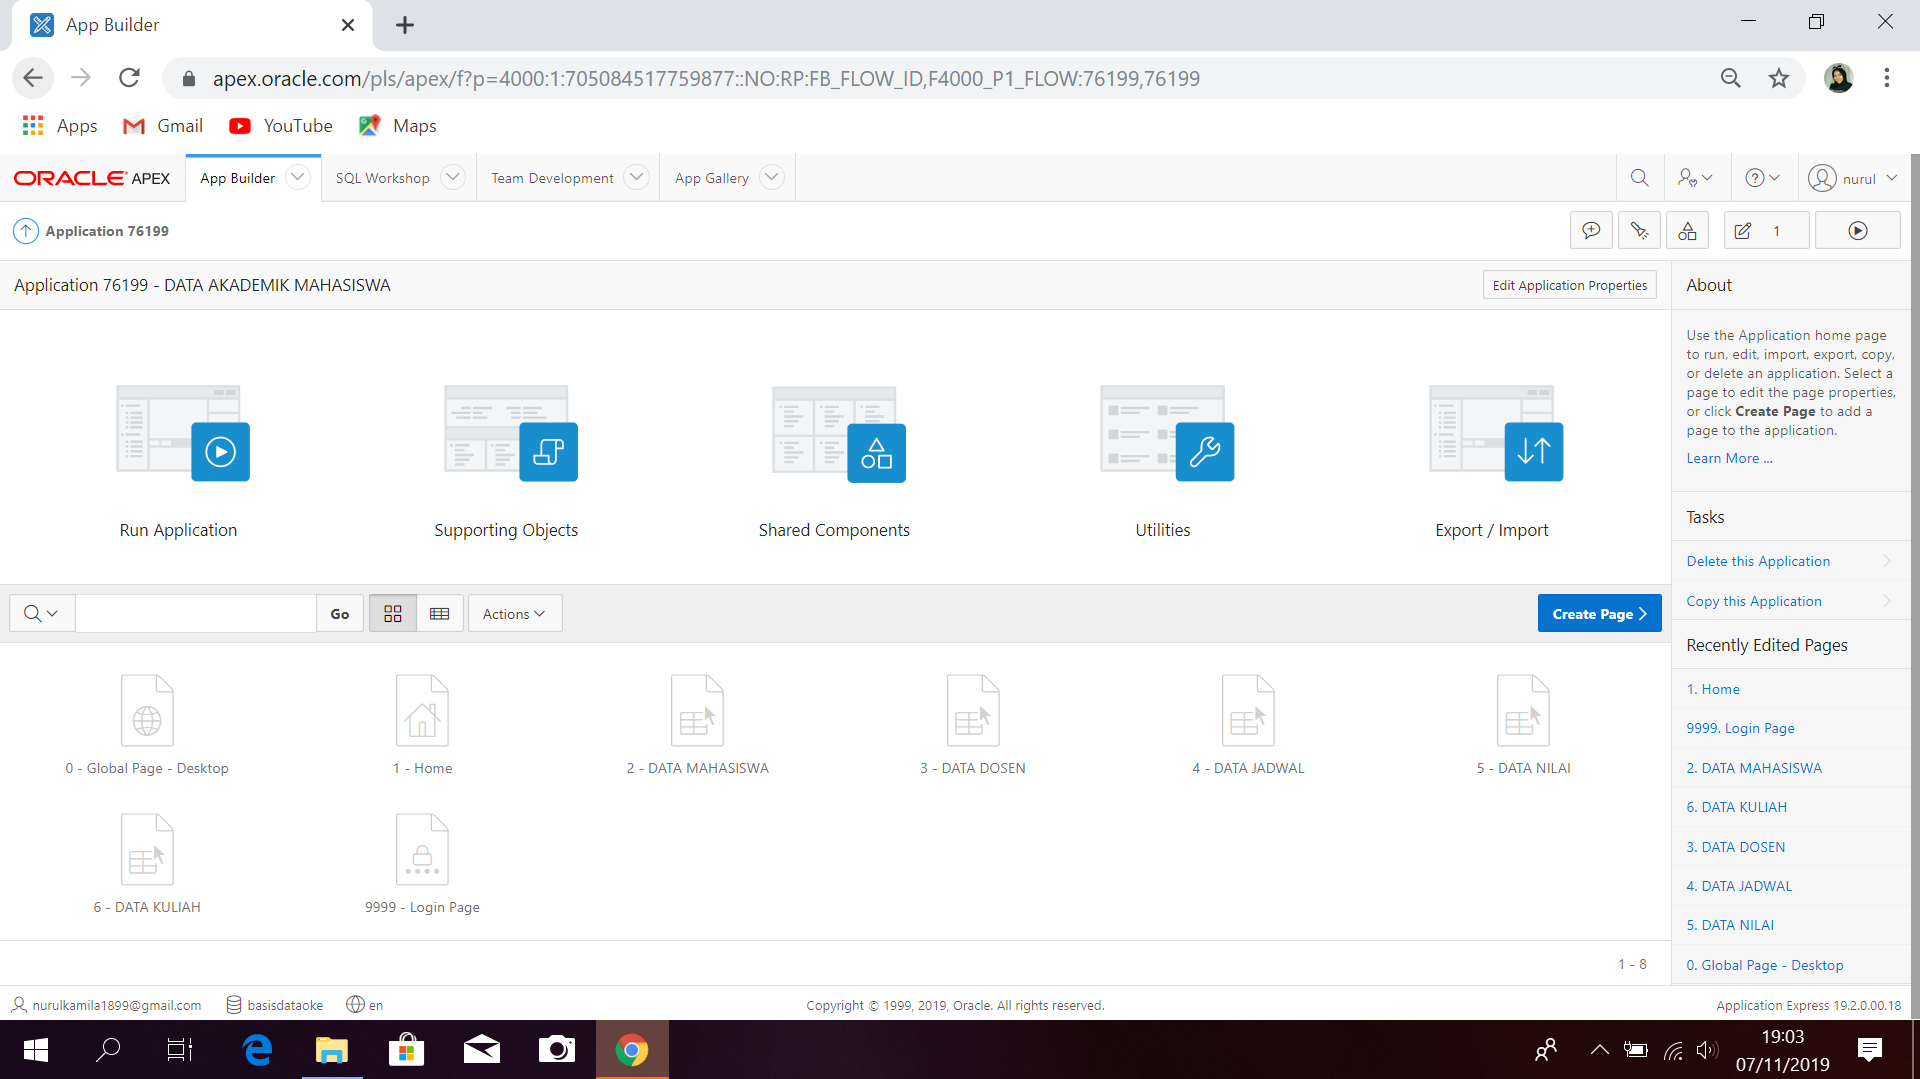 App Builder
apex.oracle.com/pls/apex/f?p=4000:1:705084517759877::NO:RP:FB_FLOW_ID,F4000_P1_FLOW:76199,76199
Apps Gmail YouTube Maps
ORACLE APEX App Builder SQL Workshop Team Development App Gallery nurul
Application 76199 1
Application 76199 - DATA AKADEMIK MAHASISWA Edit Application Properties
Run Application Supporting Objects Shared Components Utilities Export / Import
Go Actions Create Page
0 - Global Page - Desktop 1 - Home 2 - DATA MAHASISWA 3 - DATA DOSEN 4 - DATA JADWAL 5 - DATA NILAI
6 - DATA KULIAH 9999 - Login Page
1 - 8
About
Use the Application home page
to run, edit, import, export, copy,
or delete an application. Select a
page to edit the page properties,
or click Create Page to add a
page to the application.
Learn More ...
Tasks
Delete this Application
Copy this Application
Recently Edited Pages
1. Home
9999. Login Page
2. DATA MAHASISWA
6. DATA KULIAH
3. DATA DOSEN
4. DATA JADWAL
5. DATA NILAI
0. Global Page - Desktop
nurulkamila1899@gmail.com basisdataoke en Copyright © 1999, 2019, Oracle. All rights reserved. Application Express 19.2.0.00.18
19:03
07/11/2019